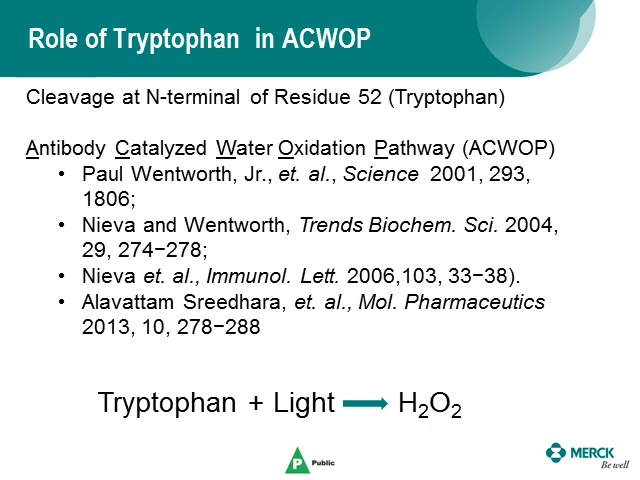 Role of Tryptophan in ACWOP
Cleavage at N-terminal of Residue 52 (Tryptophan)
Antibody Catalyzed Water Oxidation Pathway (ACWOP)
• Paul Wentworth, Jr., et. al., Science 2001, 293,
1806;
• Nieva and Wentworth, Trends Biochem. Sci. 2004,
29, 274−278;
• Nieva et. al., Immunol. Lett. 2006,103, 33−38).
• Alavattam Sreedhara, et. al., Mol. Pharmaceutics
2013, 10, 278−288
Tryptophan + Light → H₂O₂
P Public
MERCK
Be well